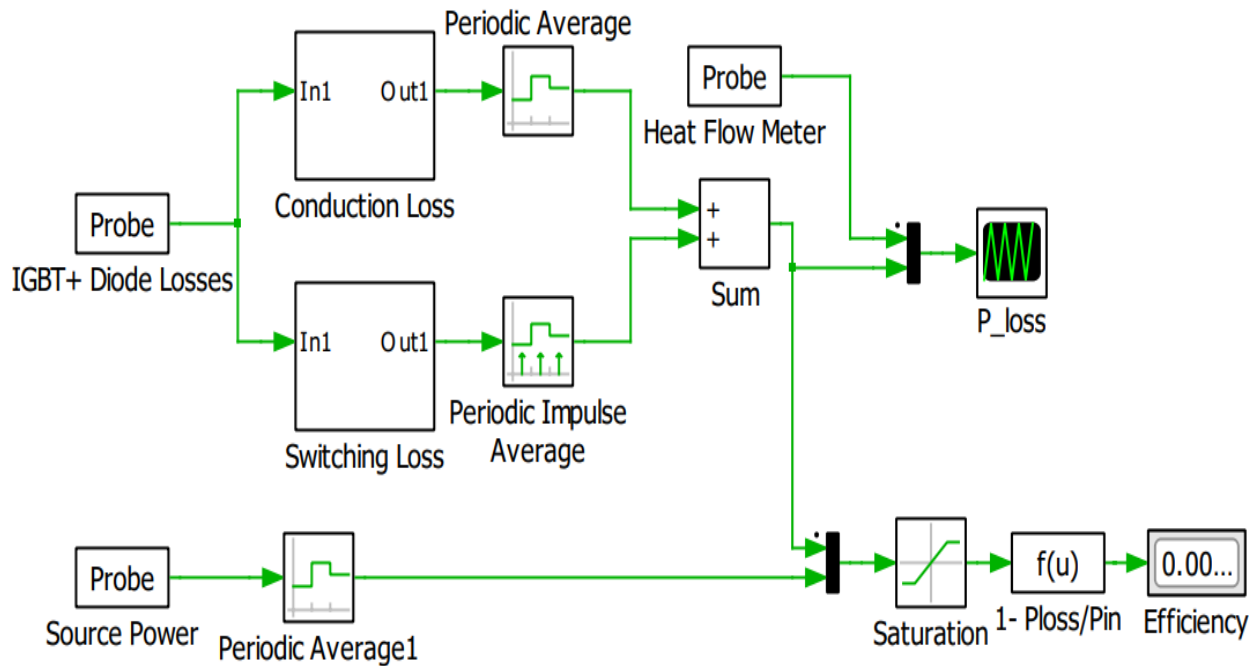 Periodic Average
Probe
Heat Flow Meter
In1
Out1
Conduction Loss
Probe
IGBT+ Diode Losses
+
+
Sum
P_loss
In1
Out1
Switching Loss
Periodic Impulse
Average
Probe
Source Power
Periodic Average1
Saturation
f(u)
1- Ploss/Pin
0.00...
Efficiency